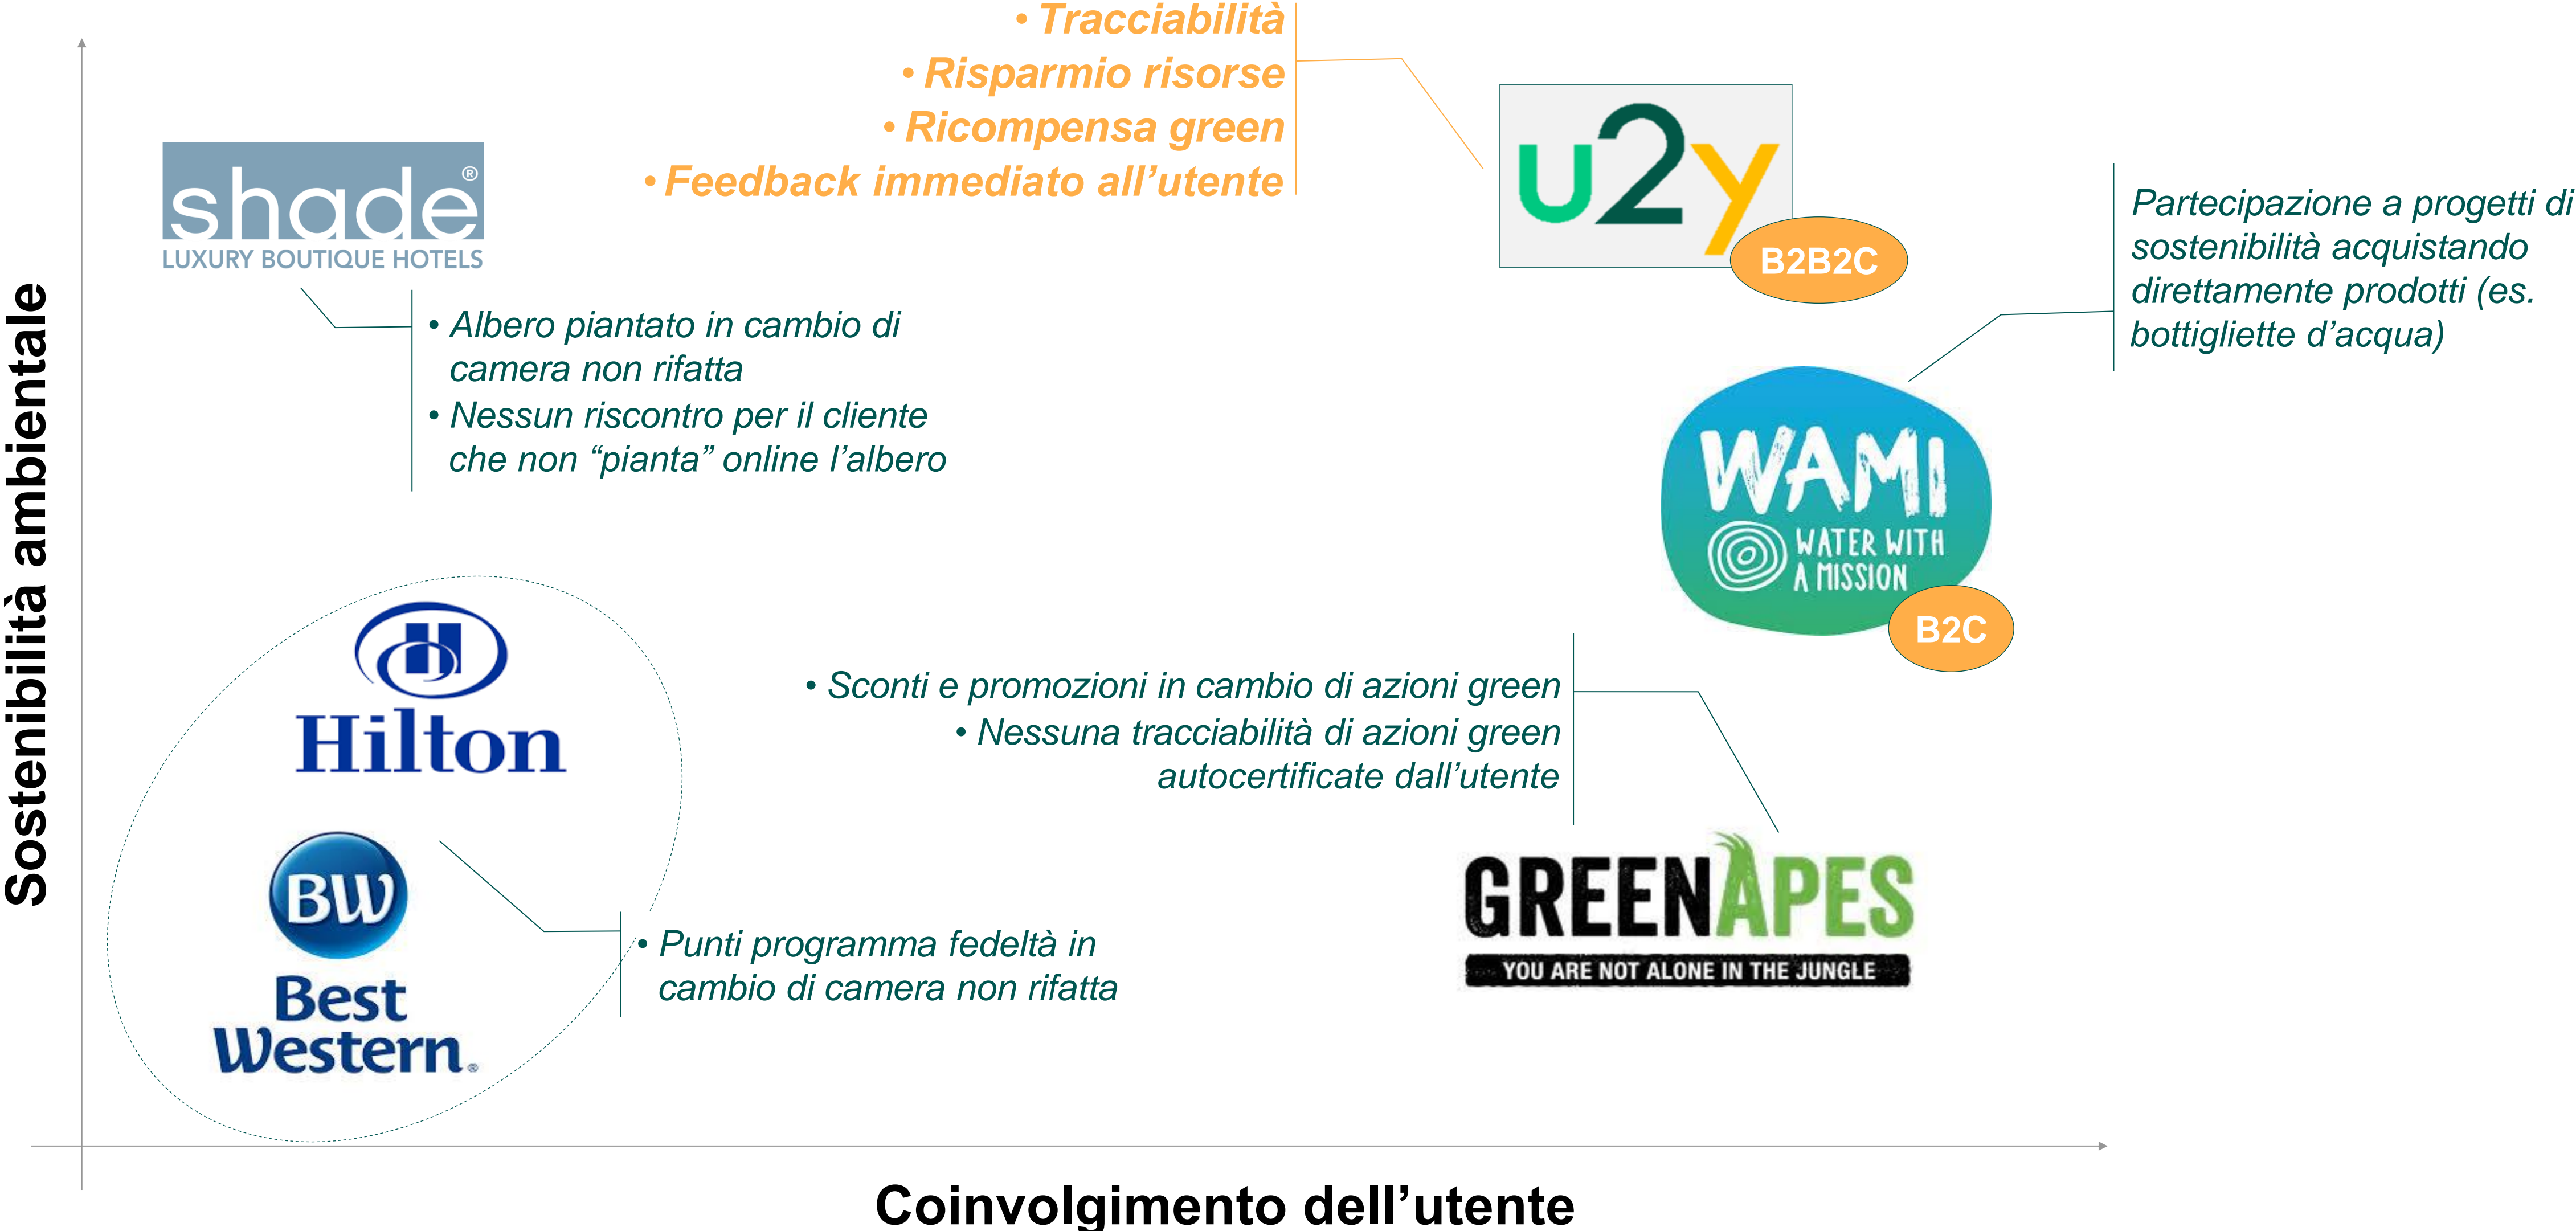 • Tracciabilità
• Risparmio risorse
• Ricompensa green
• Feedback immediato all’utente
shade®
LUXURY BOUTIQUE HOTELS
u2y
B2B2C
Partecipazione a progetti di
sostenibilità acquistando
direttamente prodotti (es.
bottigliette d’acqua)
• Albero piantato in cambio di
camera non rifatta
• Nessun riscontro per il cliente
che non “pianta” online l’albero
Sostenibilità ambientale
WAMI
WATER WITH
A MISSION
B2C
H
Hilton
• Sconti e promozioni in cambio di azioni green
• Nessuna tracciabilità di azioni green
autocertificate dall’utente
BW
Best
Western®
GREENAPES
YOU ARE NOT ALONE IN THE JUNGLE
• Punti programma fedeltà in
cambio di camera non rifatta
Coinvolgimento dell’utente